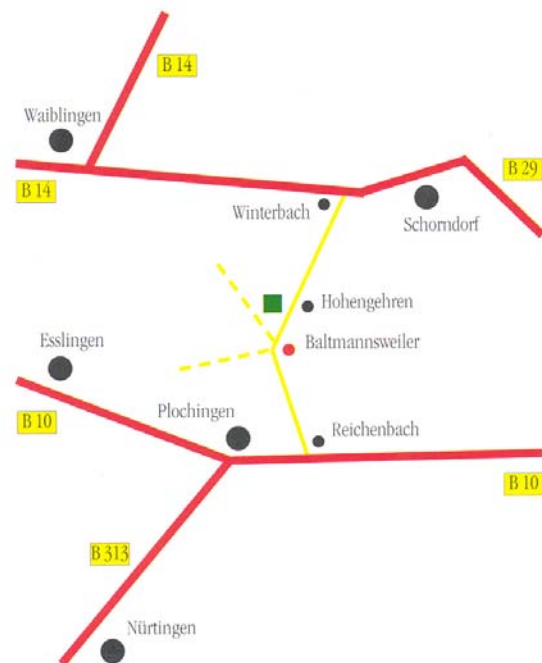 B 14
Waiblingen
B 14
B 29
Winterbach
Schorndorf
Hohengehren
Esslingen
Baltmannsweiler
B 10
Plochingen
Reichenbach
B 10
B 313
Nürtingen